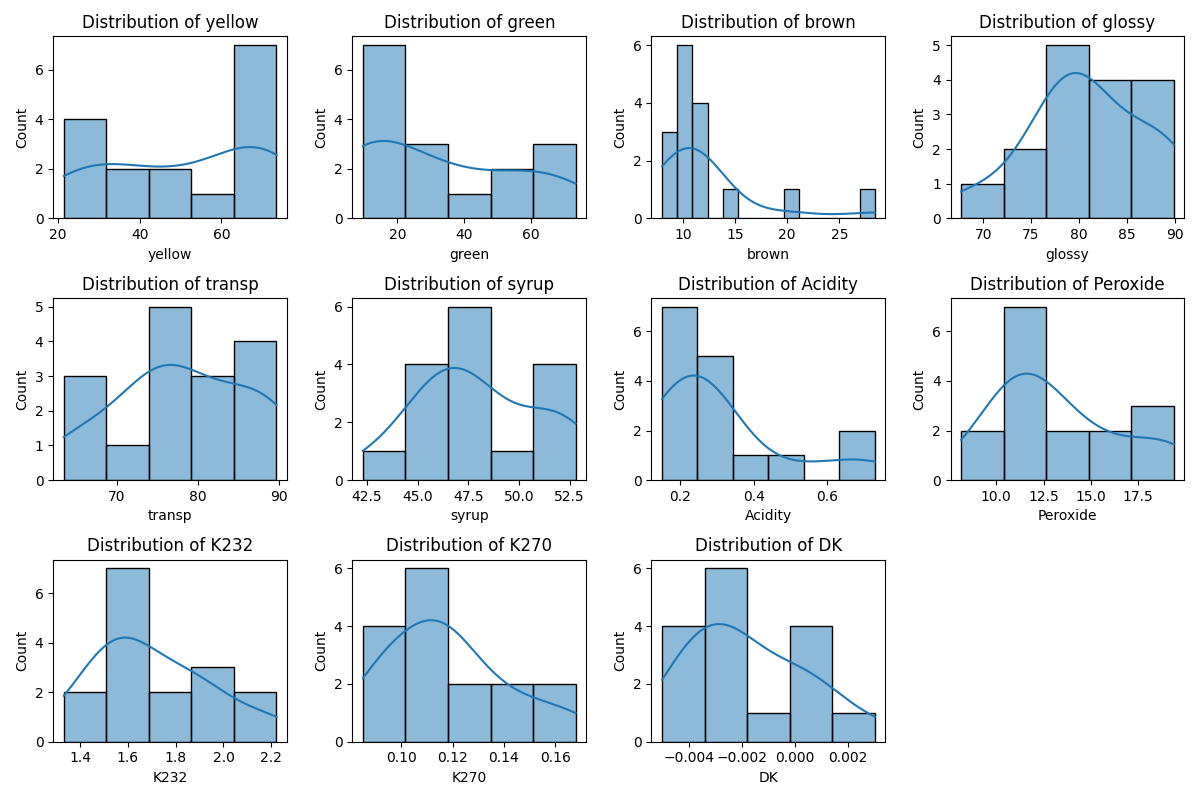 Distribution of yellow
Count
6
4
2
0
20 40 60
yellow
Distribution of green
Count
6
4
2
0
20 40 60
green
Distribution of brown
Count
6
4
2
0
10 15 20 25
brown
Distribution of glossy
Count
5
4
3
2
1
0
70 75 80 85 90
glossy
Distribution of transp
Count
5
4
3
2
1
0
70 80 90
transp
Distribution of syrup
Count
6
4
2
0
42.5 45.0 47.5 50.0 52.5
syrup
Distribution of Acidity
Count
6
4
2
0
0.2 0.4 0.6
Acidity
Distribution of Peroxide
Count
6
4
2
0
10.0 12.5 15.0 17.5
Peroxide
Distribution of K232
Count
6
4
2
0
1.4 1.6 1.8 2.0 2.2
K232
Distribution of K270
Count
6
4
2
0
0.10 0.12 0.14 0.16
K270
Distribution of DK
Count
6
4
2
0
−0.004 −0.002 0.000 0.002
DK